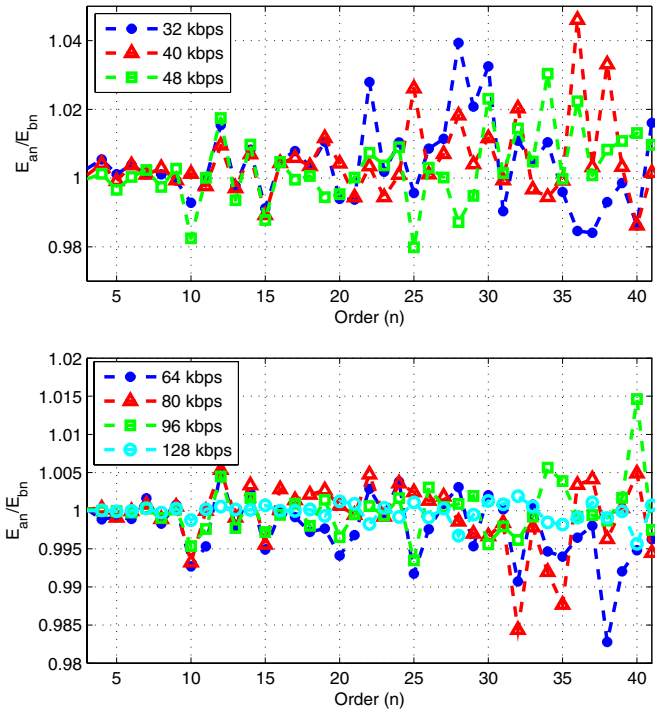 1.04
1.02
1
0.98
E_an/E_bn
32 kbps
40 kbps
48 kbps
5 10 15 20 25 30 35 40
Order (n)
1.02
1.015
1.01
1.005
1
0.995
0.99
0.985
0.98
E_an/E_bn
64 kbps
80 kbps
96 kbps
128 kbps
5 10 15 20 25 30 35 40
Order (n)